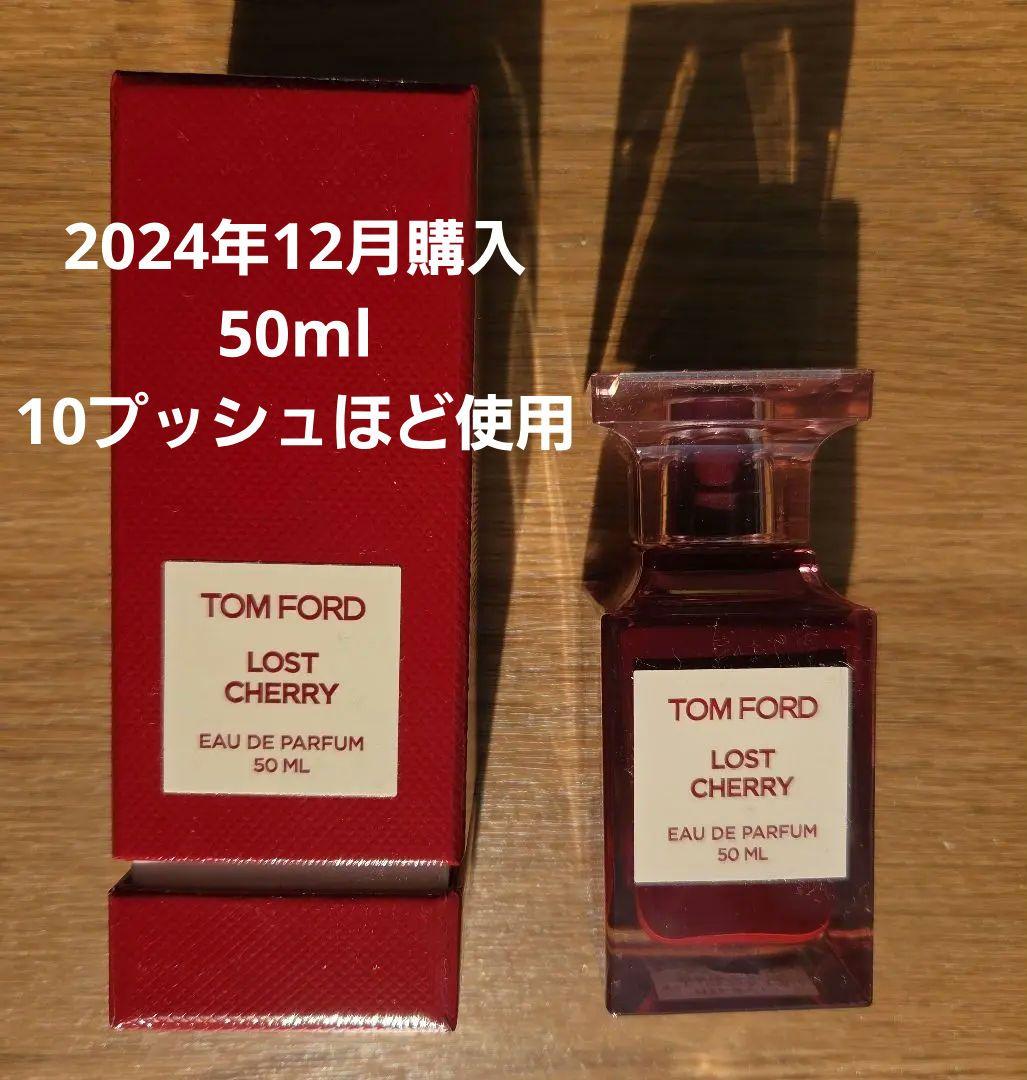 2024年12月購入
50ml
10プッシュほど使用
TOM FORD
LOST
CHERRY
EAU DE PARFUM
50 ML
TOM FORD
LOST
CHERRY
EAU DE PARFUM
50 ML